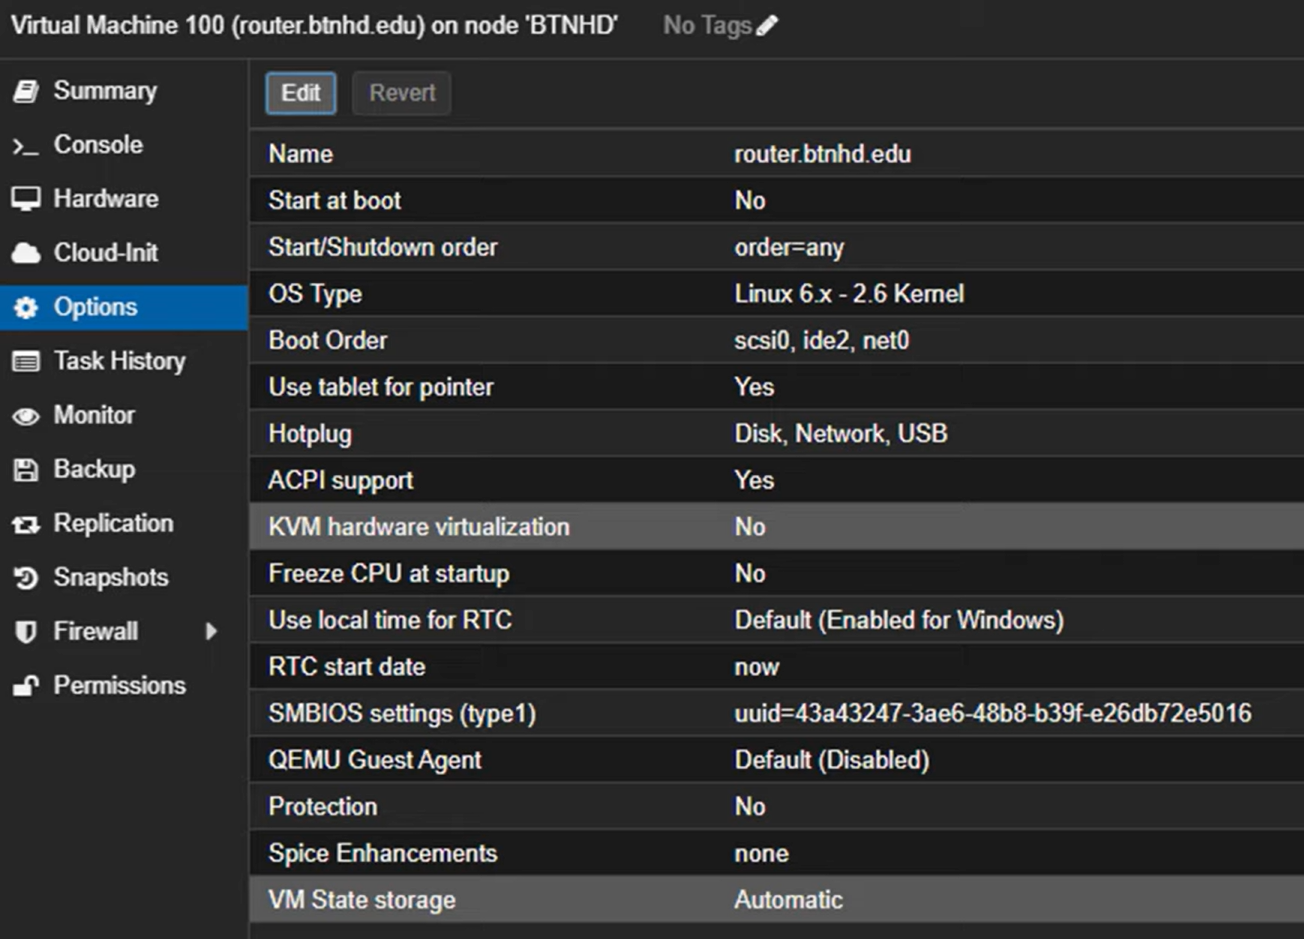 Virtual Machine 100 (router.btnhd.edu) on node 'BTNHD' No Tags
Summary
Console
Hardware
Cloud-Init
Options
Task History
Monitor
Backup
Replication
Snapshots
Firewall
Permissions
Edit Revert
Name router.btnhd.edu
Start at boot No
Start/Shutdown order order=any
OS Type Linux 6.x - 2.6 Kernel
Boot Order scsi0, ide2, net0
Use tablet for pointer Yes
Hotplug Disk, Network, USB
ACPI support Yes
KVM hardware virtualization No
Freeze CPU at startup No
Use local time for RTC Default (Enabled for Windows)
RTC start date now
SMBIOS settings (type1) uuid=43a43247-3ae6-48b8-b39f-e26db72e5016
QEMU Guest Agent Default (Disabled)
Protection No
Spice Enhancements none
VM State storage Automatic